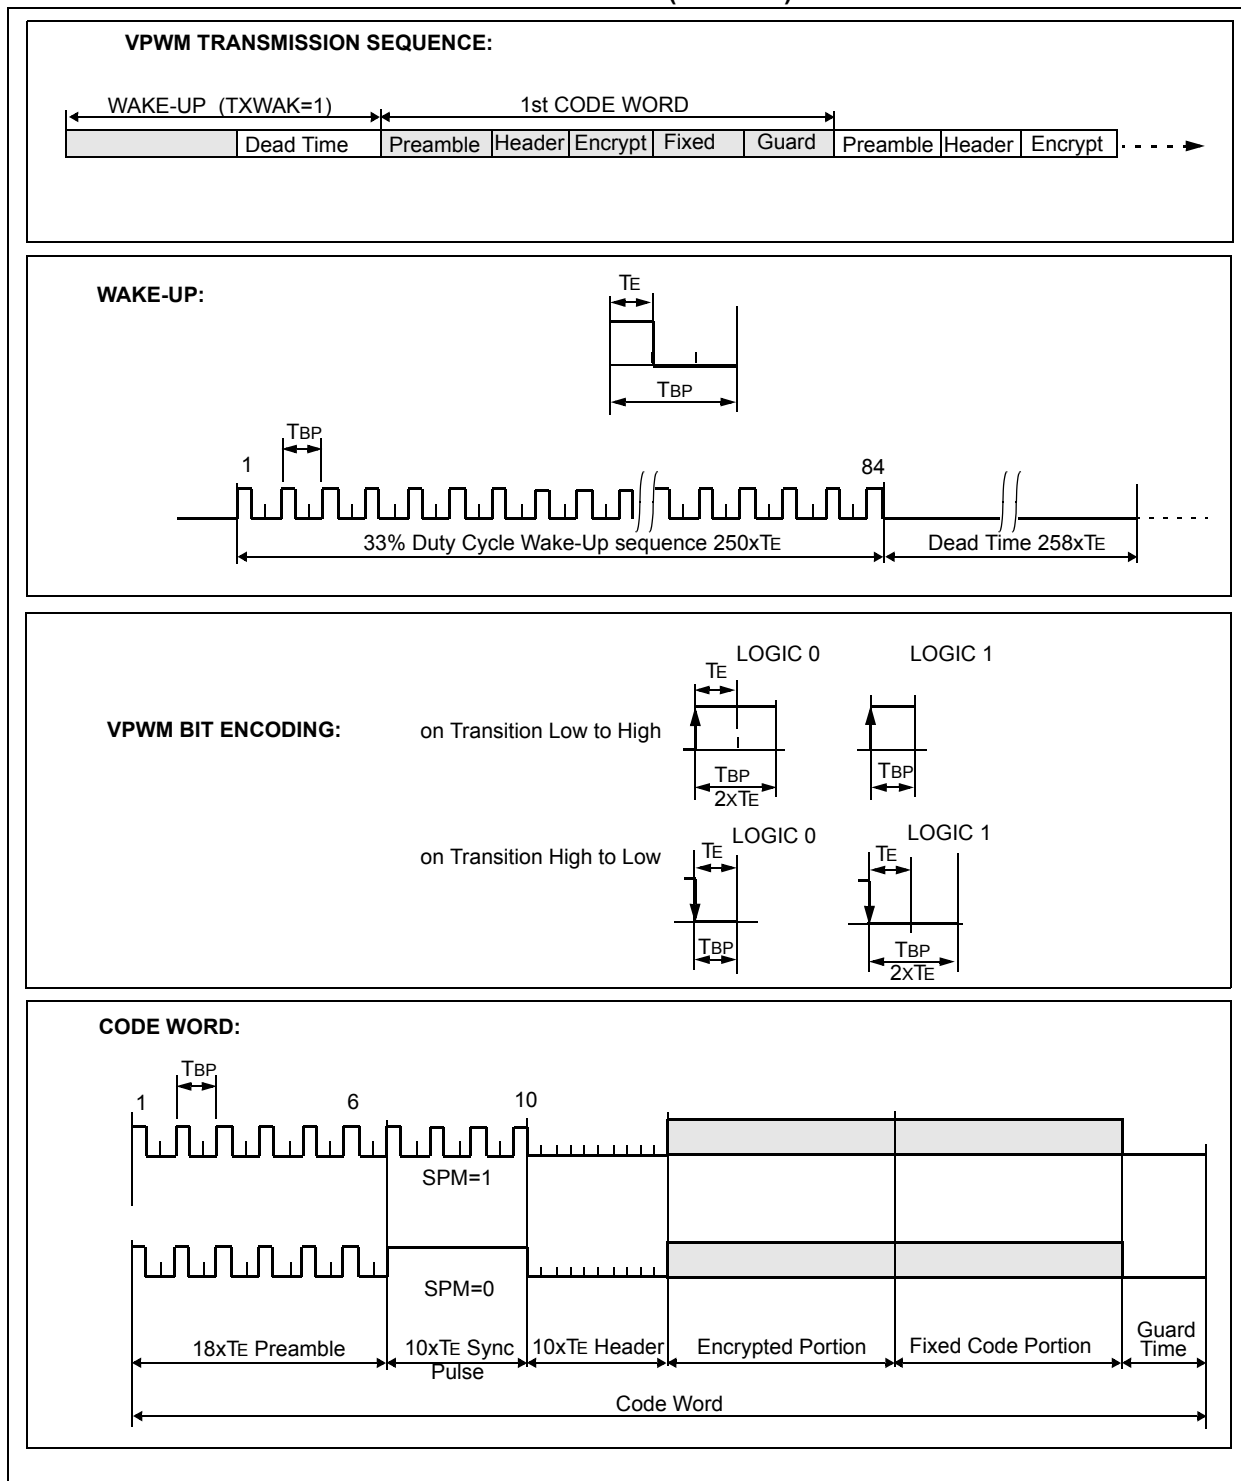 VPWM TRANSMISSION SEQUENCE:
WAKE-UP (TXWAK=1)
1st CODE WORD
Dead Time
Preamble
Header
Encrypt
Fixed
Guard
Preamble
Header
Encrypt
WAKE-UP:
TE
TBP
TBP
1
84
33% Duty Cycle Wake-Up sequence 250xTE
Dead Time 258xTE
VPWM BIT ENCODING:
on Transition Low to High
LOGIC 0
LOGIC 1
TE
TBP
2xTE
TBP
on Transition High to Low
LOGIC 0
LOGIC 1
TE
TE
TBP
TBP
2xTE
CODE WORD:
TBP
1
6
10
SPM=1
SPM=0
18xTE Preamble
10xTE Sync
Pulse
10xTE Header
Encrypted Portion
Fixed Code Portion
Guard
Time
Code Word